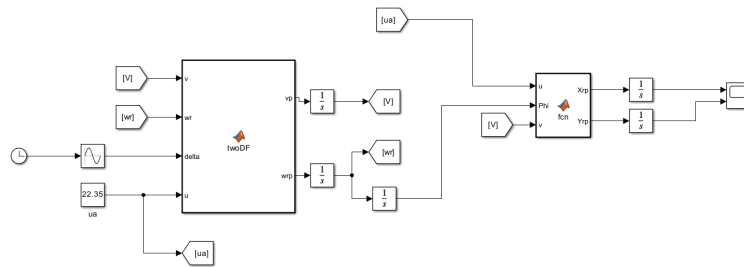 [ua]
[V]
v
[wr]
wr
delta
u
twoDF
vp
wrp
1
s
[V]
1
s
[wr]
1
s
22.35
ua
[ua]
u
Phi
v
[V]
fcn
Xrp
Yrp
1
s
1
s